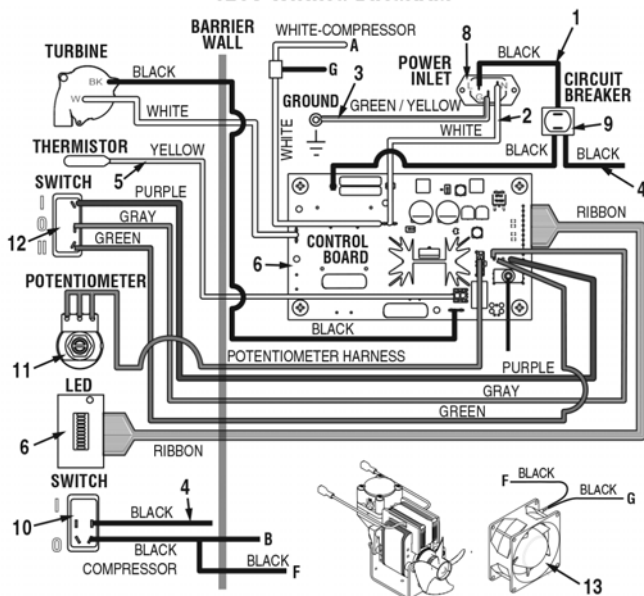 BARRIER
WALL
WHITE-COMPRESSOR
A
G
8
1
BLACK
TURBINE
BK
W
BLACK
WHITE
3
POWER
INLET
CIRCUIT
BREAKER
GROUND
GREEN / YELLOW
2
9
WHITE
WHITE
THERMISTOR
YELLOW
5
BLACK
BLACK
4
SWITCH
PURPLE
GRAY
GREEN
I
O
II
12
RIBBON
6
CONTROL
BOARD
POTENTIOMETER
11
BLACK
POTENTIOMETER HARNESS
PURPLE
GRAY
GREEN
LED
6
RIBBON
SWITCH
I
O
10
4
BLACK
B
BLACK
COMPRESSOR
BLACK
F
F
BLACK
BLACK
G
13